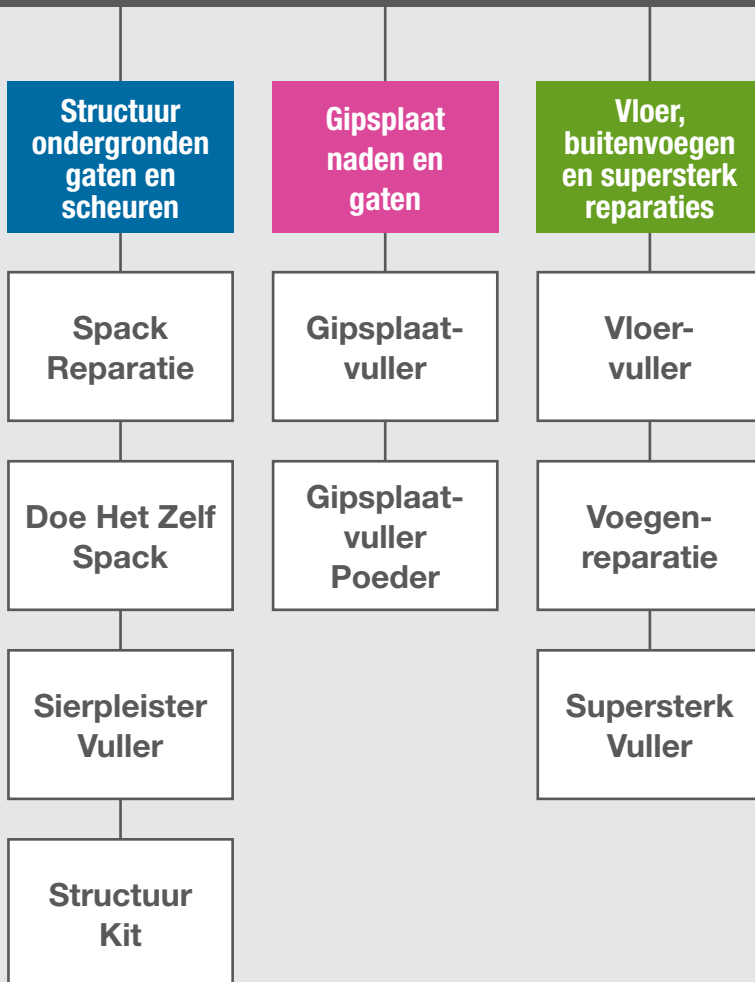 Structuur
ondergronden
gaten en
scheuren
Spack
Reparatie
Doe Het Zelf
Spack
Sierpleister
Vuller
Structuur
Kit
Gipsplaat
naden en
gaten
Gipsplaat-
vuller
Gipsplaat-
vuller
Poeder
Vloer,
buitenvoegen
en supersterk
reparaties
Vloer-
vuller
Voegen-
reparatie
Supersterk
Vuller